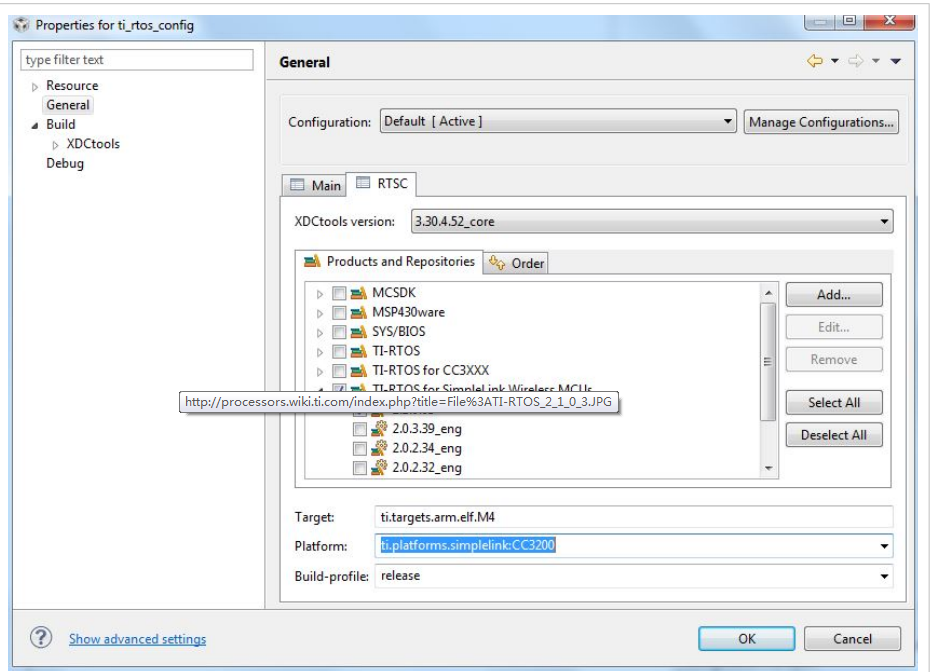 Properties for ti_rtos_config
type filter text
General
Resource
General
Build
XDCtools
Debug
Configuration:
Default [ Active ]
Manage Configurations...
Main
RTSC
XDCtools version:
3.30.4.52_core
Products and Repositories
Order
MCSDK
MSP430ware
SYS/BIOS
TI-RTOS
TI-RTOS for CC3XXX
TI-RTOS for SimpleLink Wireless MCUs
http://processors.wiki.ti.com/index.php?title=File%3ATI-RTOS_2_1_0_3.JPG
2.0.3.39_eng
2.0.2.34_eng
2.0.2.32_eng
Add...
Edit...
Remove
Select All
Deselect All
Target:
ti.targets.arm.elf.M4
Platform:
ti.platforms.simplelink:CC3200
Build-profile:
release
Show advanced settings
OK
Cancel